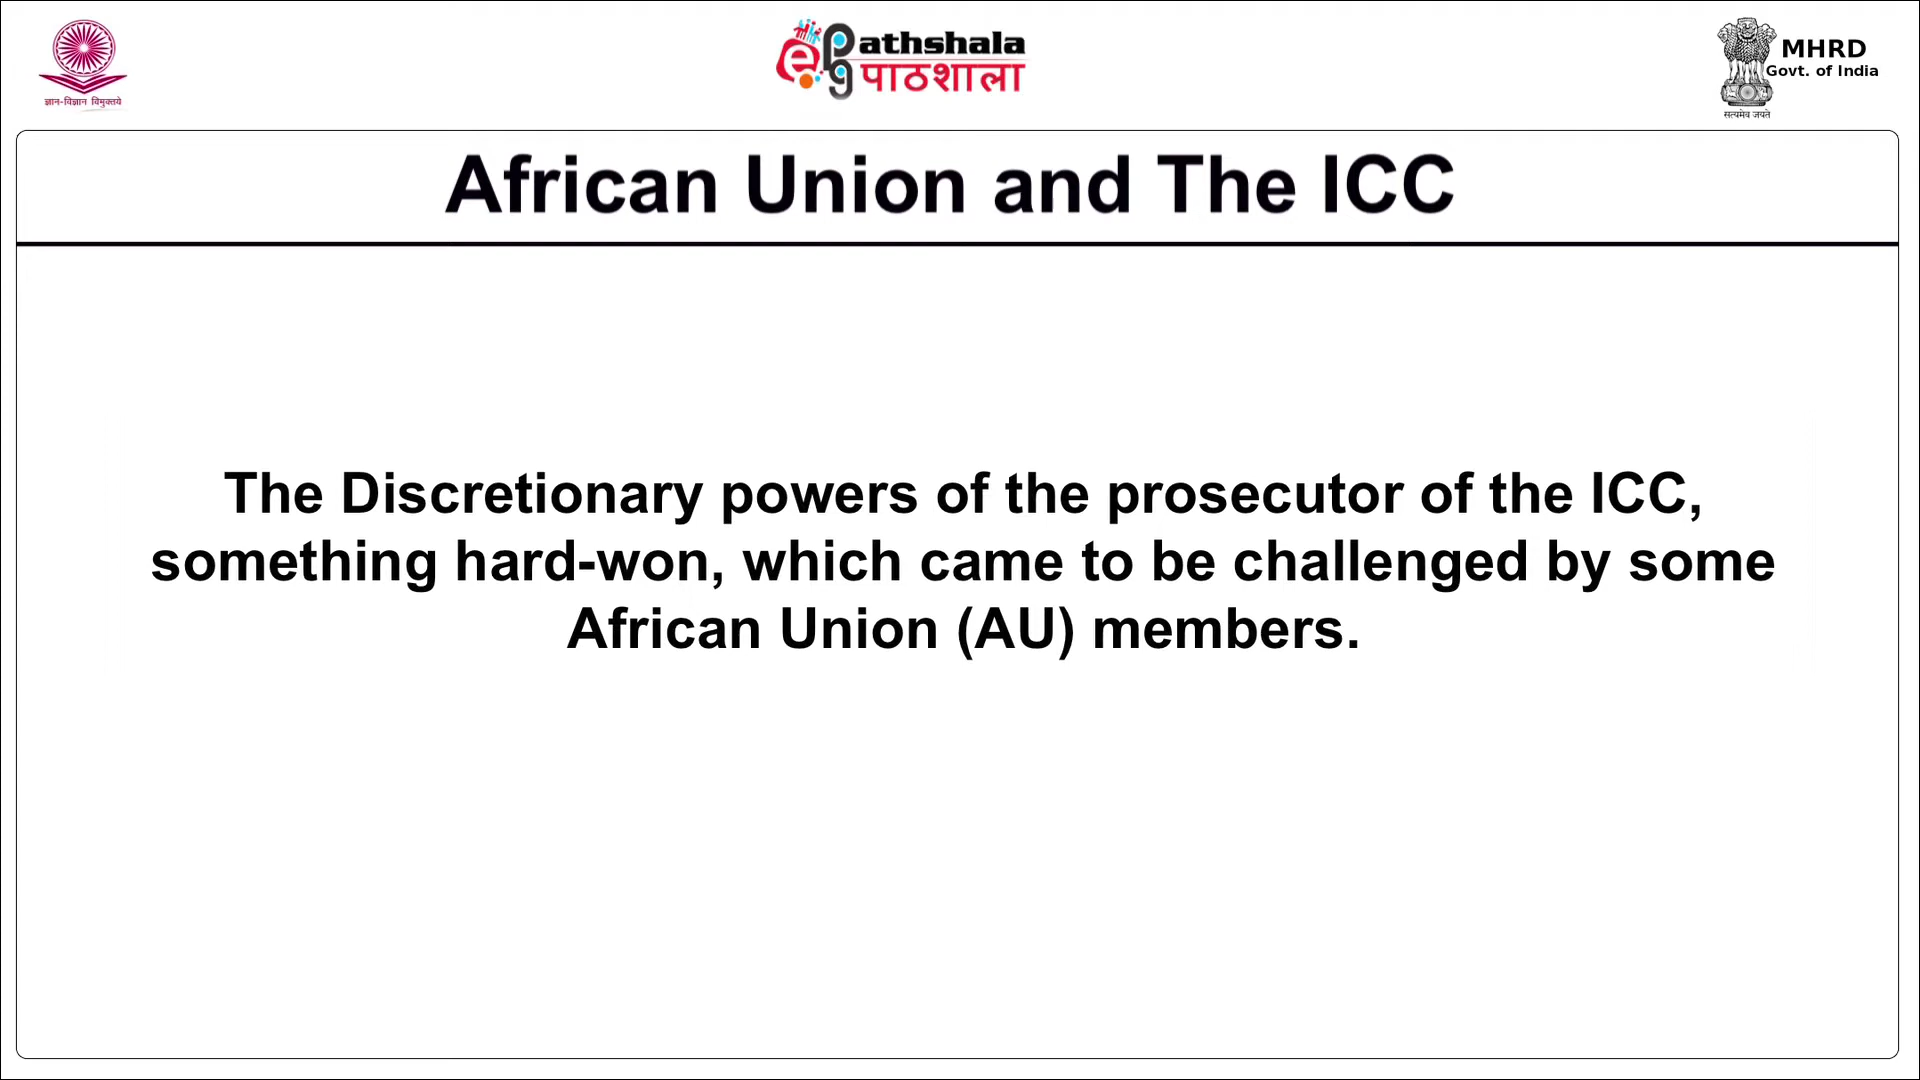 ज्ञान-विज्ञान विमुक्तये
ePG athshala
पाठशाला
MHRD
Govt. of India
सत्यमेव जयते
African Union and The ICC
The Discretionary powers of the prosecutor of the ICC,
something hard-won, which came to be challenged by some
African Union (AU) members.